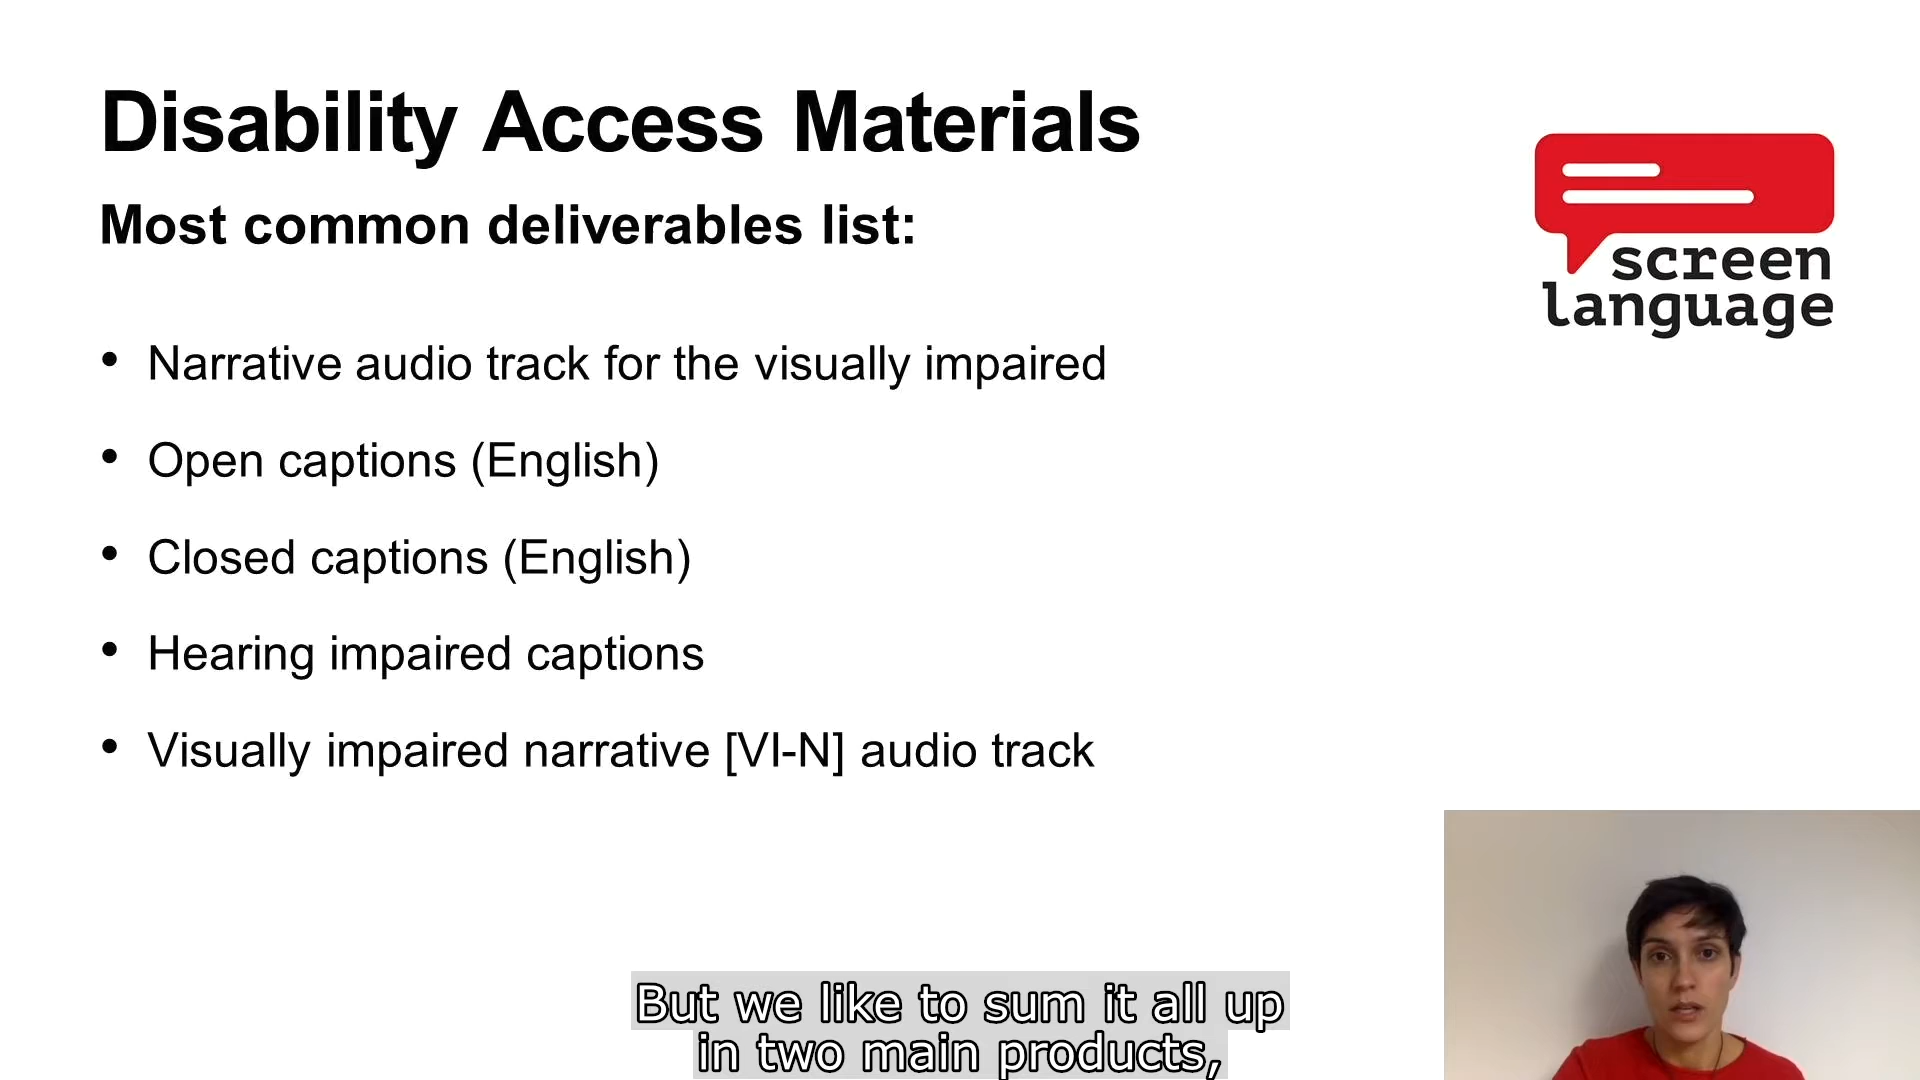 Disability Access Materials
Most common deliverables list:
screen
language
• Narrative audio track for the visually impaired
• Open captions (English)
• Closed captions (English)
• Hearing impaired captions
• Visually impaired narrative [VI-N] audio track
But we like to sum it all up
in two main products,